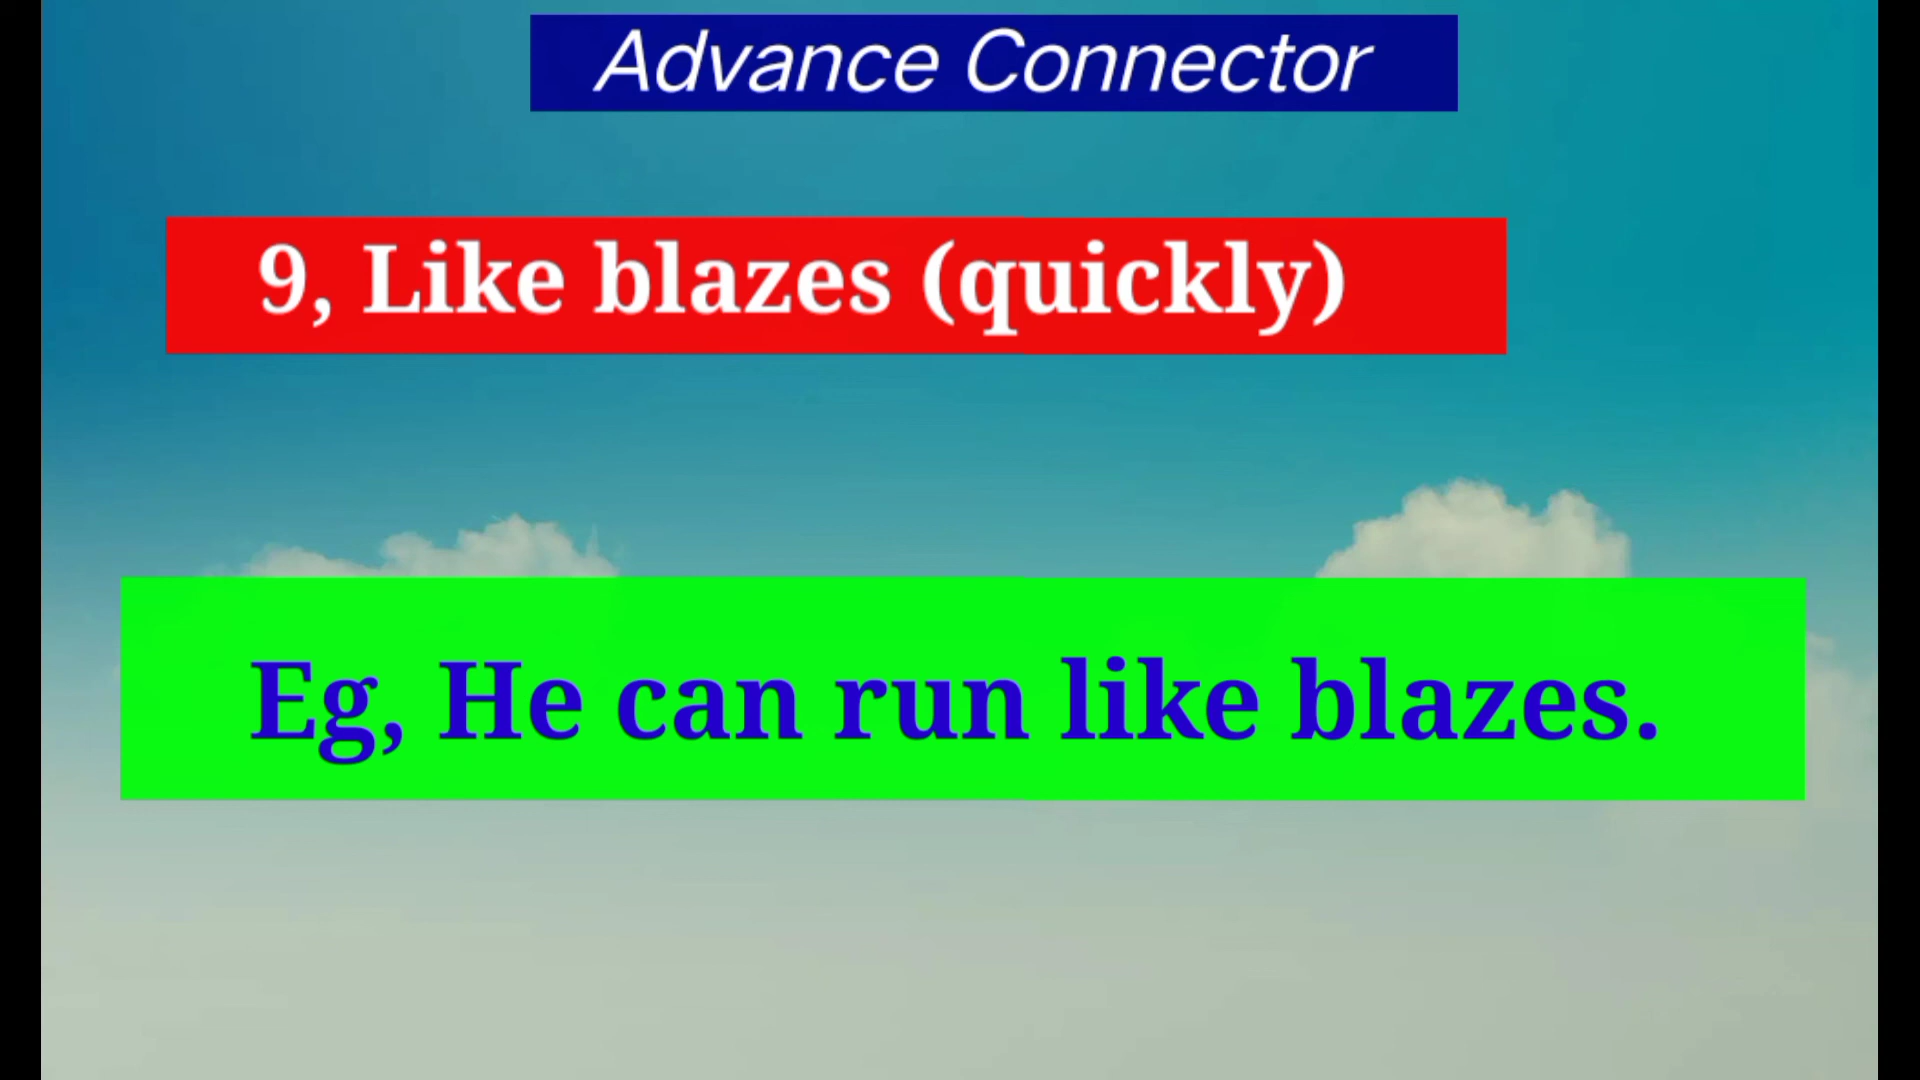 Advance Connector
9, Like blazes (quickly)
Eg, He can run like blazes.